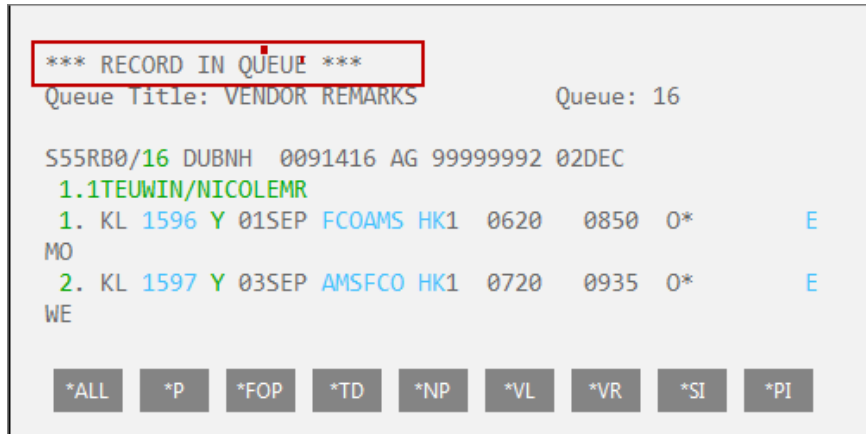 *** RECORD IN QUEUE ***
Queue Title: VENDOR REMARKS Queue: 16
S55RB0/16 DUBNH 0091416 AG 99999992 02DEC
1.1TEUWIN/NICOLEMR
1. KL 1596 Y 01SEP FCOAMS HK1 0620 0850 O* E
MO
2. KL 1597 Y 03SEP AMSFCO HK1 0720 0935 O* E
WE
*ALL *P *FOP *TD *NP *VL *VR *SI *PI